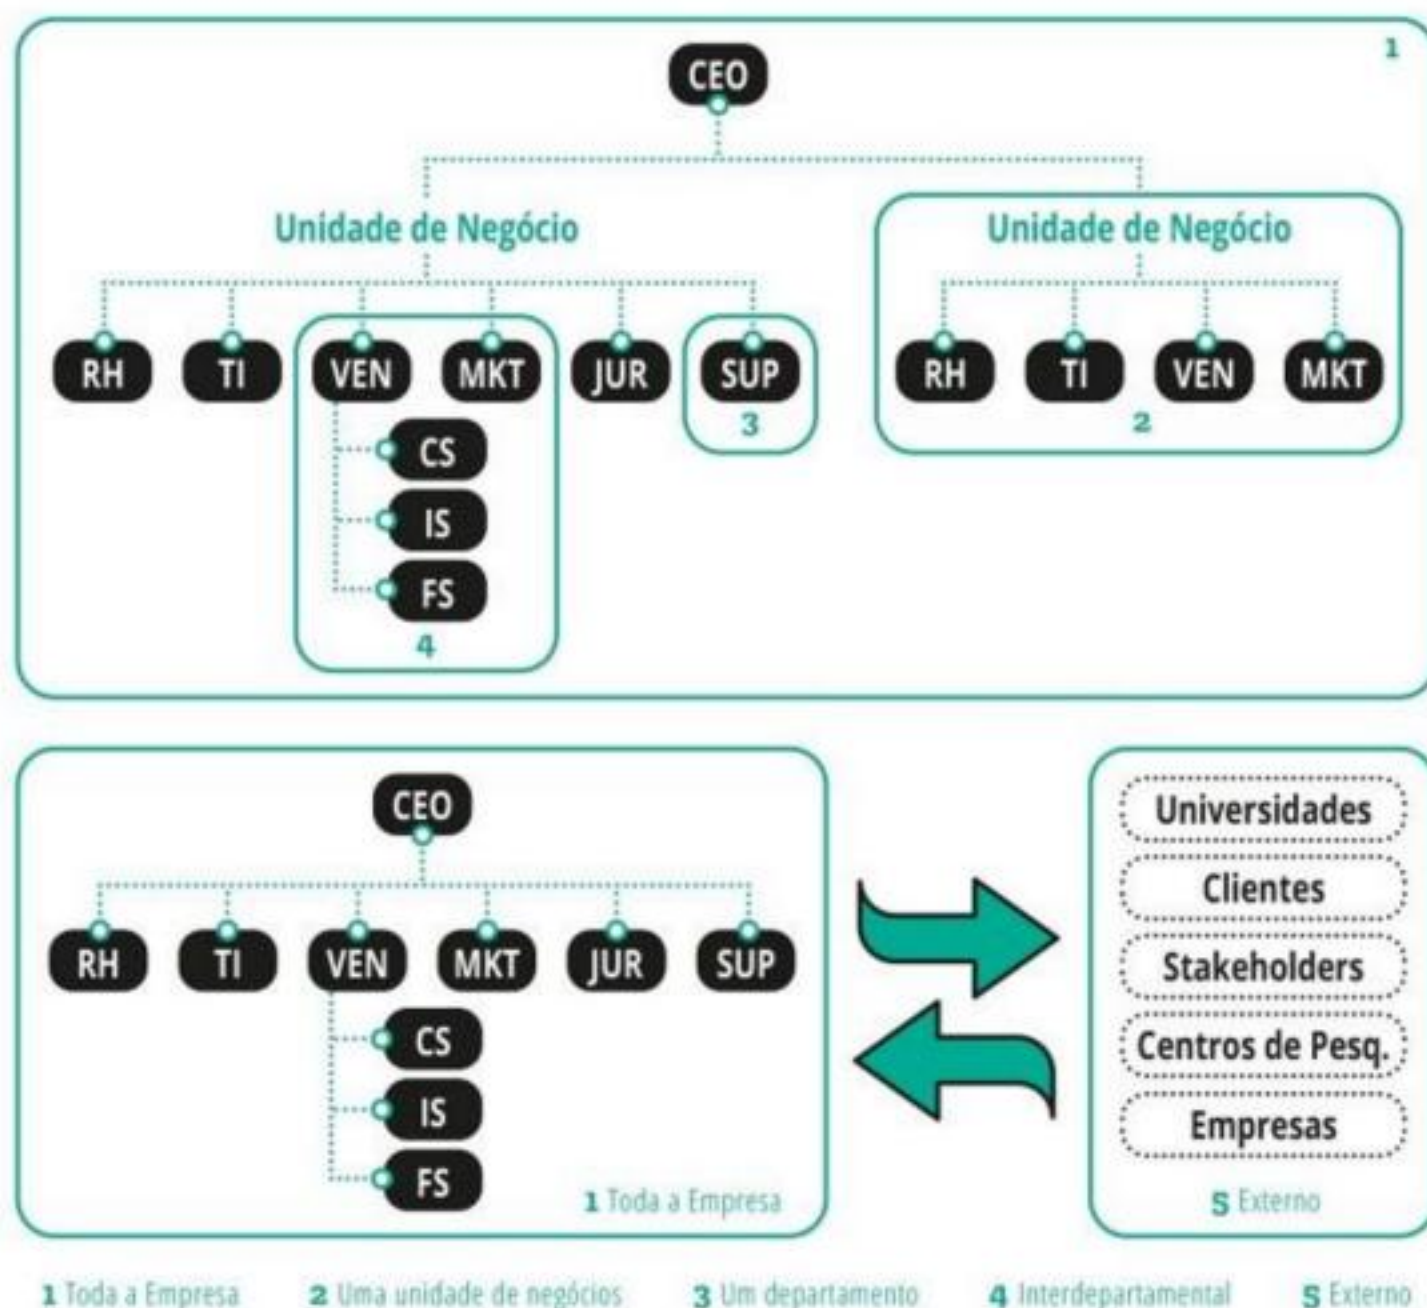 1
CEO
Unidade de Negócio Unidade de Negócio
RH TI VEN MKT JUR SUP RH TI VEN MKT
3 2
CS
IS
FS
4
CEO
RH TI VEN MKT JUR SUP
CS
IS
FS
1 Toda a Empresa
Universidades
Clientes
Stakeholders
Centros de Pesq.
Empresas
5 Externo
1 Toda a Empresa 2 Uma unidade de negócios 3 Um departamento 4 Interdepartamental 5 Externo